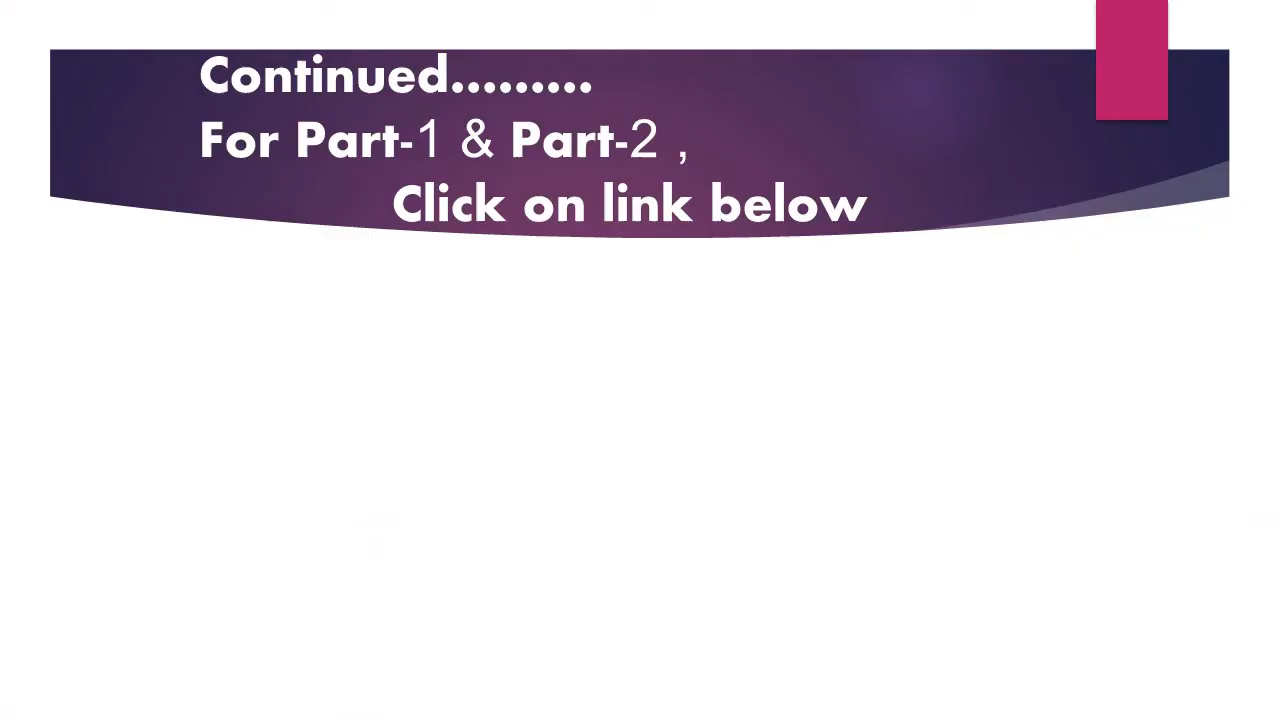 Continued.........
For Part-1 & Part-2 ,
Click on link below